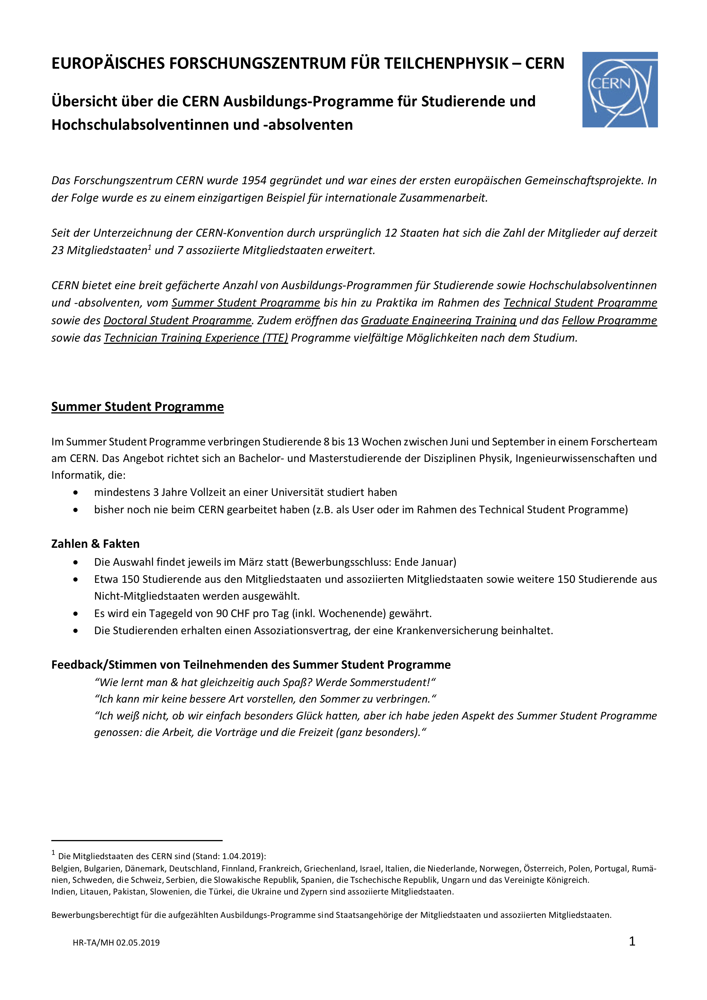 EUROPÄISCHES FORSCHUNGSZENTRUM FÜR TEILCHENPHYSIK – CERN
CERN
Übersicht über die CERN Ausbildungs-Programme für Studierende und
Hochschulabsolventinnen und -absolventen
Das Forschungszentrum CERN wurde 1954 gegründet und war eines der ersten europäischen Gemeinschaftsprojekte. In
der Folge wurde es zu einem einzigartigen Beispiel für internationale Zusammenarbeit.
Seit der Unterzeichnung der CERN-Konvention durch ursprünglich 12 Staaten hat sich die Zahl der Mitglieder auf derzeit
23 Mitgliedstaaten¹ und 7 assoziierte Mitgliedstaaten erweitert.
CERN bietet eine breit gefächerte Anzahl von Ausbildungs-Programmen für Studierende sowie Hochschulabsolventinnen
und -absolventen, vom Summer Student Programme bis hin zu Praktika im Rahmen des Technical Student Programme
sowie des Doctoral Student Programme. Zudem eröffnen das Graduate Engineering Training und das Fellow Programme
sowie das Technician Training Experience (TTE) Programme vielfältige Möglichkeiten nach dem Studium.
Summer Student Programme
Im Summer Student Programme verbringen Studierende 8 bis 13 Wochen zwischen Juni und September in einem Forscherteam
am CERN. Das Angebot richtet sich an Bachelor- und Masterstudierende der Disziplinen Physik, Ingenieurwissenschaften und
Informatik, die:
• mindestens 3 Jahre Vollzeit an einer Universität studiert haben
• bisher noch nie beim CERN gearbeitet haben (z.B. als User oder im Rahmen des Technical Student Programme)
Zahlen & Fakten
• Die Auswahl findet jeweils im März statt (Bewerbungsschluss: Ende Januar)
• Etwa 150 Studierende aus den Mitgliedstaaten und assoziierten Mitgliedstaaten sowie weitere 150 Studierende aus
Nicht-Mitgliedstaaten werden ausgewählt.
• Es wird ein Tagegeld von 90 CHF pro Tag (inkl. Wochenende) gewährt.
• Die Studierenden erhalten einen Assoziationsvertrag, der eine Krankenversicherung beinhaltet.
Feedback/Stimmen von Teilnehmenden des Summer Student Programme
“Wie lernt man & hat gleichzeitig auch Spaß? Werde Sommerstudent!“
“Ich kann mir keine bessere Art vorstellen, den Sommer zu verbringen.“
“Ich weiß nicht, ob wir einfach besonders Glück hatten, aber ich habe jeden Aspekt des Summer Student Programme
genossen: die Arbeit, die Vorträge und die Freizeit (ganz besonders).“
¹ Die Mitgliedstaaten des CERN sind (Stand: 1.04.2019):
Belgien, Bulgarien, Dänemark, Deutschland, Finnland, Frankreich, Griechenland, Israel, Italien, die Niederlande, Norwegen, Österreich, Polen, Portugal, Rumä-
nien, Schweden, die Schweiz, Serbien, die Slowakische Republik, Spanien, die Tschechische Republik, Ungarn und das Vereinigte Königreich.
Indien, Litauen, Pakistan, Slowenien, die Türkei, die Ukraine und Zypern sind assoziierte Mitgliedstaaten.
Bewerbungsberechtigt für die aufgezählten Ausbildungs-Programme sind Staatsangehörige der Mitgliedstaaten und assoziierten Mitgliedstaaten.
HR-TA/MH 02.05.2019 1